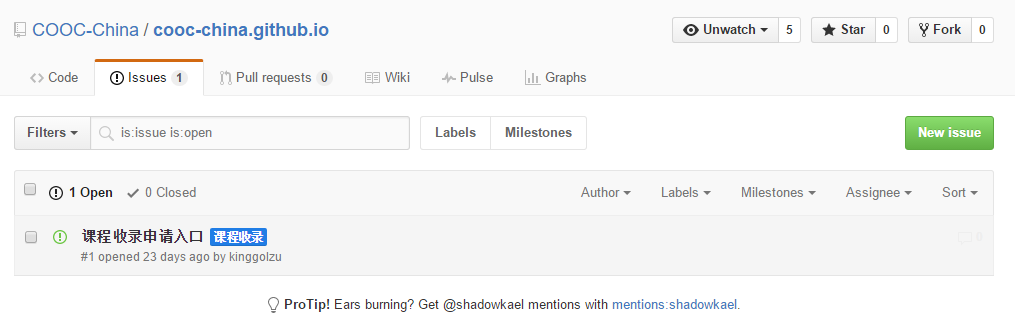 COOC-China / cooc-china.github.io
Unwatch 5 Star 0 Fork 0
Code Issues 1 Pull requests 0 Wiki Pulse Graphs
Filters is:issue is:open Labels Milestones New issue
1 Open 0 Closed Author Labels Milestones Assignee Sort
课程收录申请入口 课程收录 0
#1 opened 23 days ago by kinggolzu
ProTip! Ears burning? Get @shadowkael mentions with mentions:shadowkael.